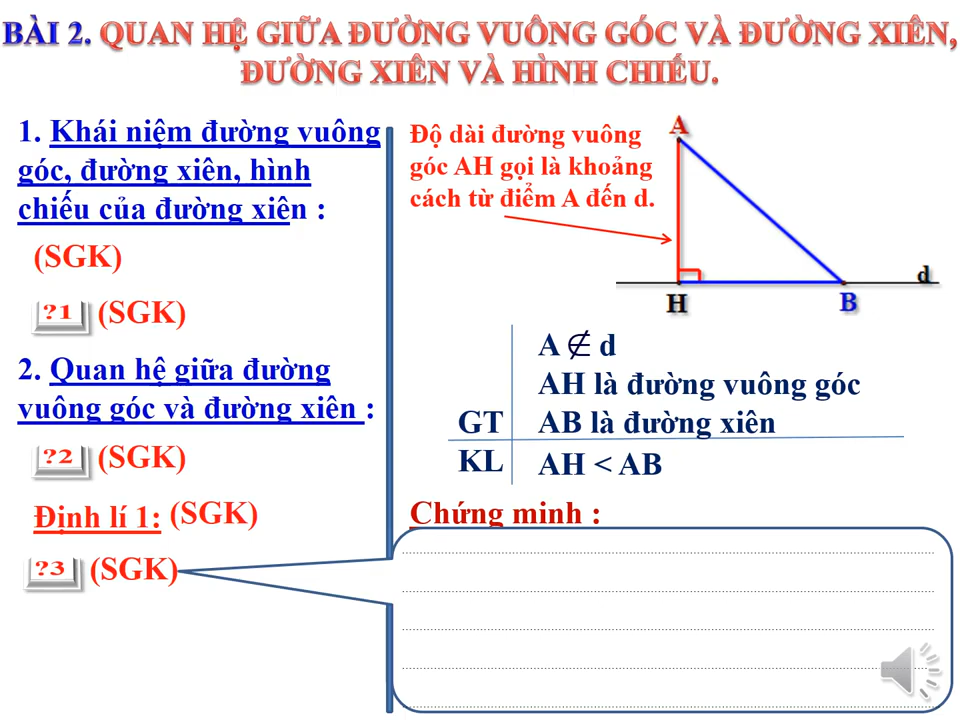 BÀI 2. QUAN HỆ GIỮA ĐƯỜNG VUÔNG GÓC VÀ ĐƯỜNG XIÊN,
ĐƯỜNG XIÊN VÀ HÌNH CHIẾU.
1. Khái niệm đường vuông
góc, đường xiên, hình
chiếu của đường xiên :
(SGK)
?1 (SGK)
2. Quan hệ giữa đường
vuông góc và đường xiên :
?2 (SGK)
Định lí 1: (SGK)
?3 (SGK)
Độ dài đường vuông
góc AH gọi là khoảng
cách từ điểm A đến d.
A
d
H
B
A ∉ d
AH là đường vuông góc
GT AB là đường xiên
KL AH < AB
Chứng minh :